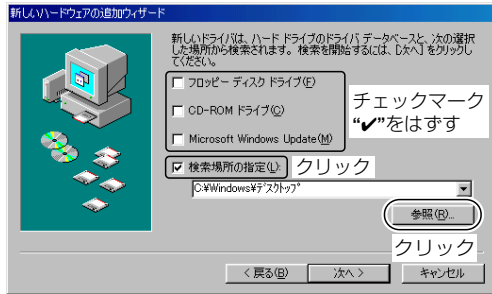 新しいハードウェアの追加ウィザード
新しいドライバは、ハード ドライブのドライバ データベースと、次の選択
した場所から検索されます。検索を開始するには、[次へ] をクリックし
てください。
フロッピー ディスク ドライブ(F)
CD-ROM ドライブ(C)
Microsoft Windows Update(M)
チェックマーク
“✔”をはずす
検索場所の指定(L):
クリック
C:¥Windows¥ﾃﾞｽｸﾄｯﾌﾟ
参照(R)...
クリック
< 戻る(B)
次へ >
キャンセル